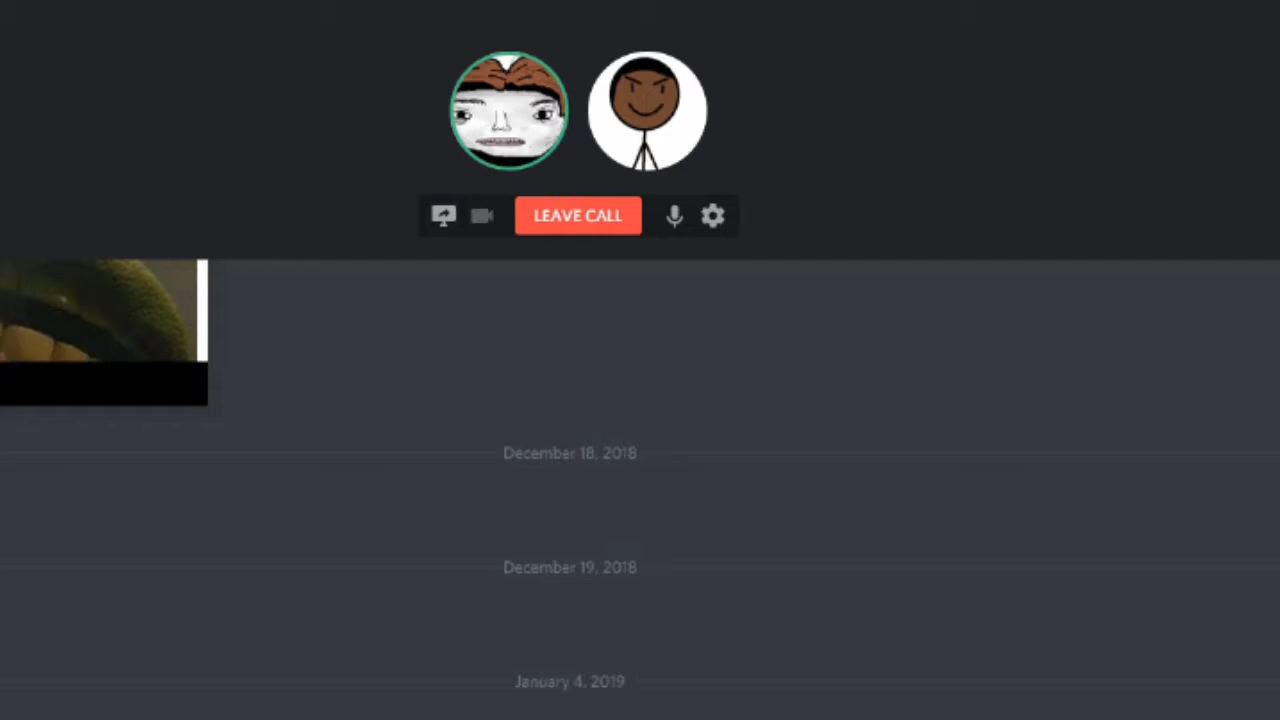 LEAVE CALL
December 18, 2018
December 19, 2018
January 4, 2019